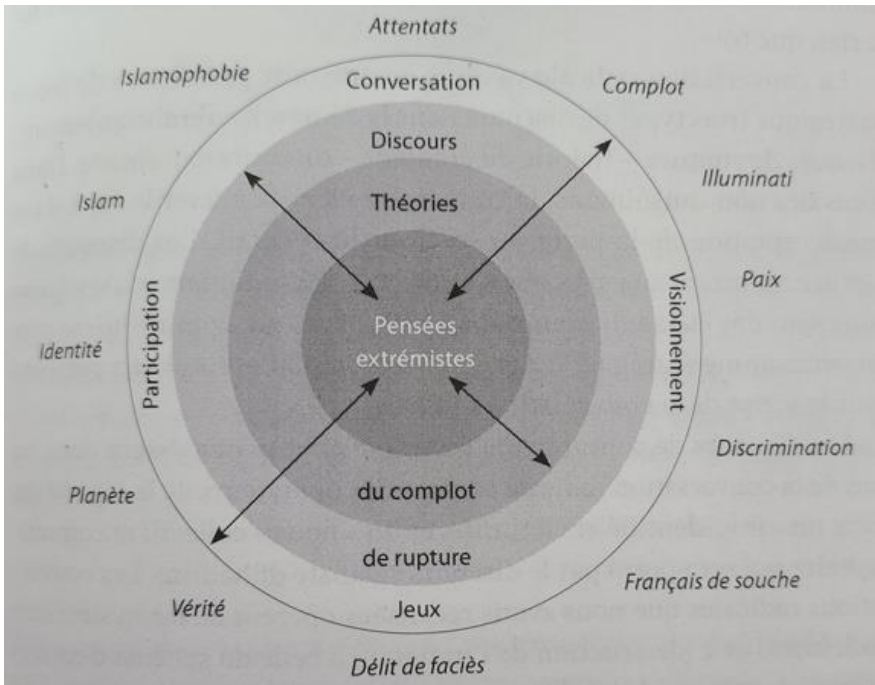 Attentats
Islamophobie
Conversation
Complot
Discours
Illuminati
Islam
Théories
Paix
Participation
Visionnement
Pensées
extrémistes
Identité
Discrimination
Planète
du complot
de rupture
Français de souche
Vérité
Jeux
Délit de faciès